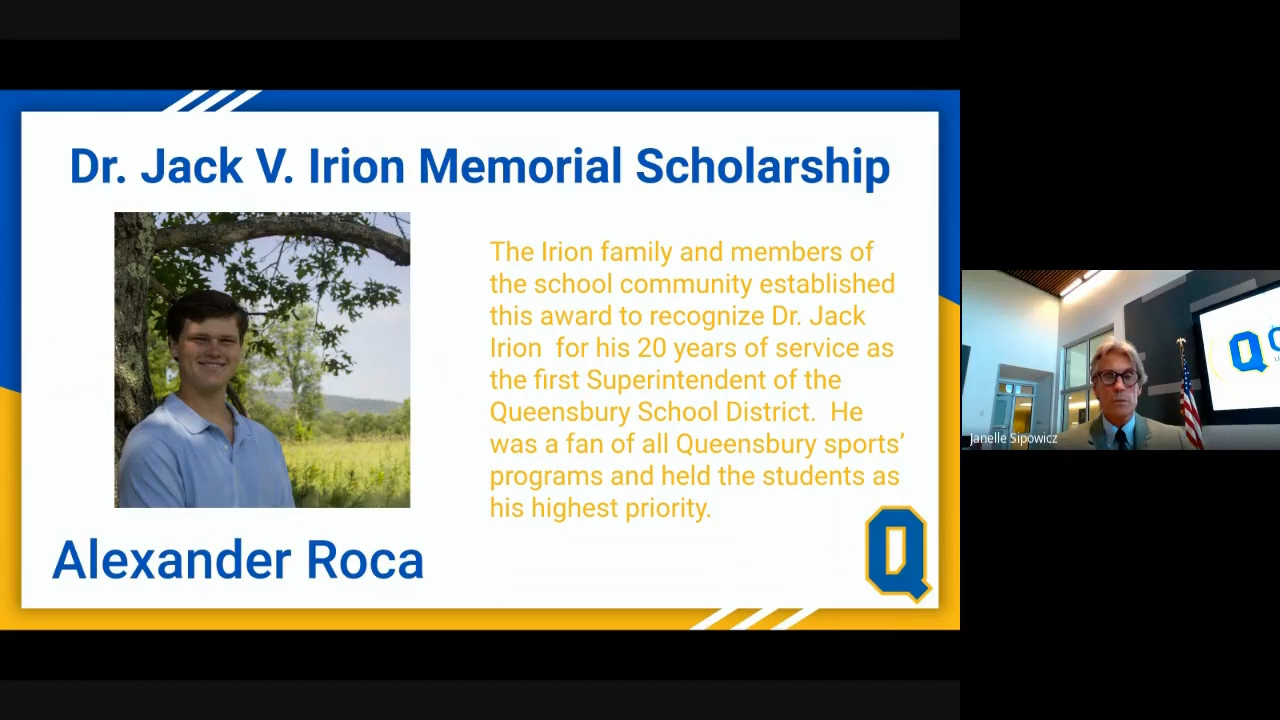 Dr. Jack V. Irion Memorial Scholarship
The Irion family and members of
the school community established
this award to recognize Dr. Jack
Irion  for his 20 years of service as
the first Superintendent of the
Queensbury School District.  He
was a fan of all Queensbury sports’
programs and held the students as
his highest priority.
Q
Alexander Roca
Q
Janelle Sipowicz